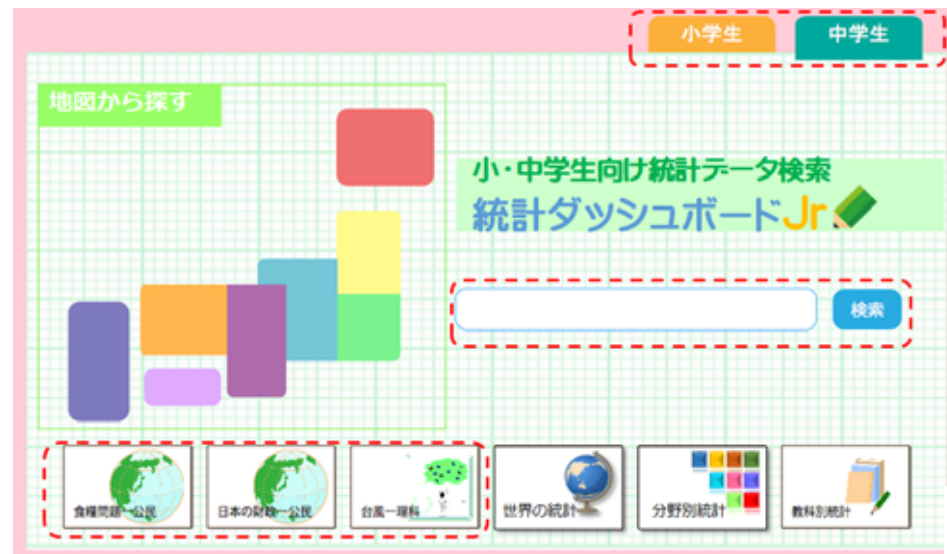 小学生
中学生
地図から探す
小・中学生向け統計データ検索
統計ダッシュボードJr
検索
食糧問題－公民
日本の財政－公民
台風－理科
世界の統計
分野別統計
教科別統計